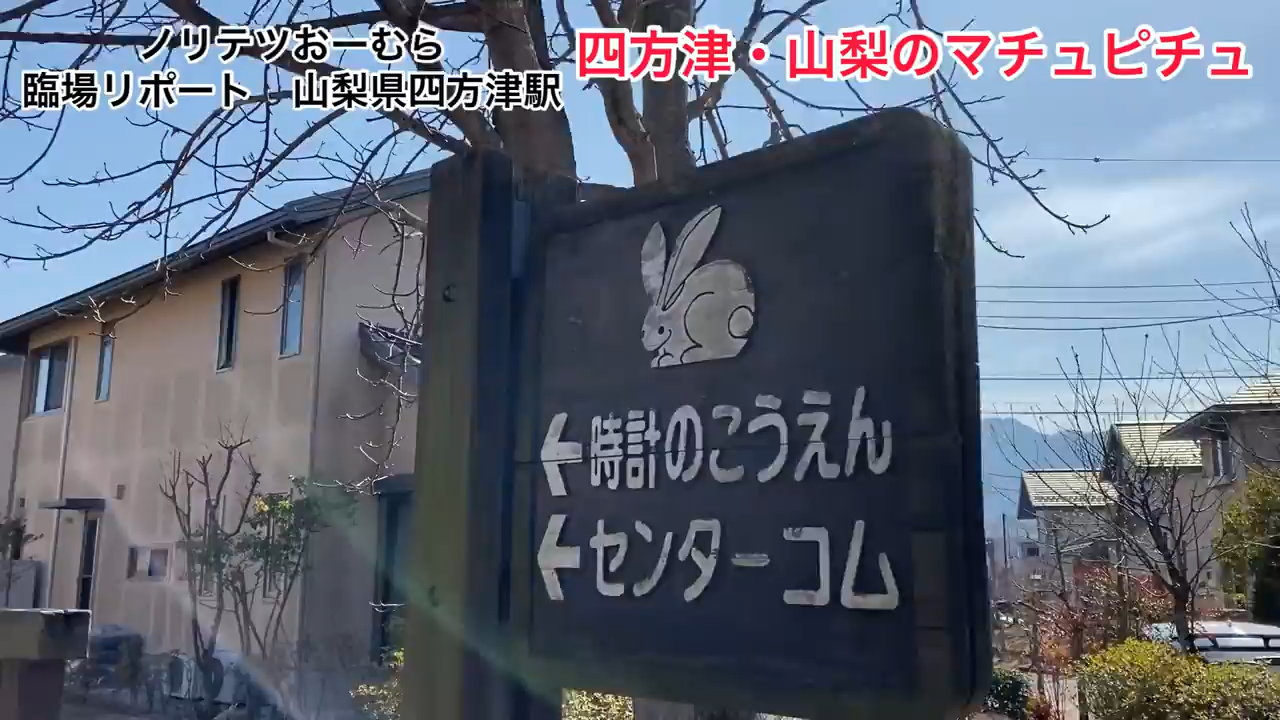 ノリテツおーむら
臨場リポート　山梨県四方津駅
四方津・山梨のマチュピチュ
←時計のこうえん
←センターコム